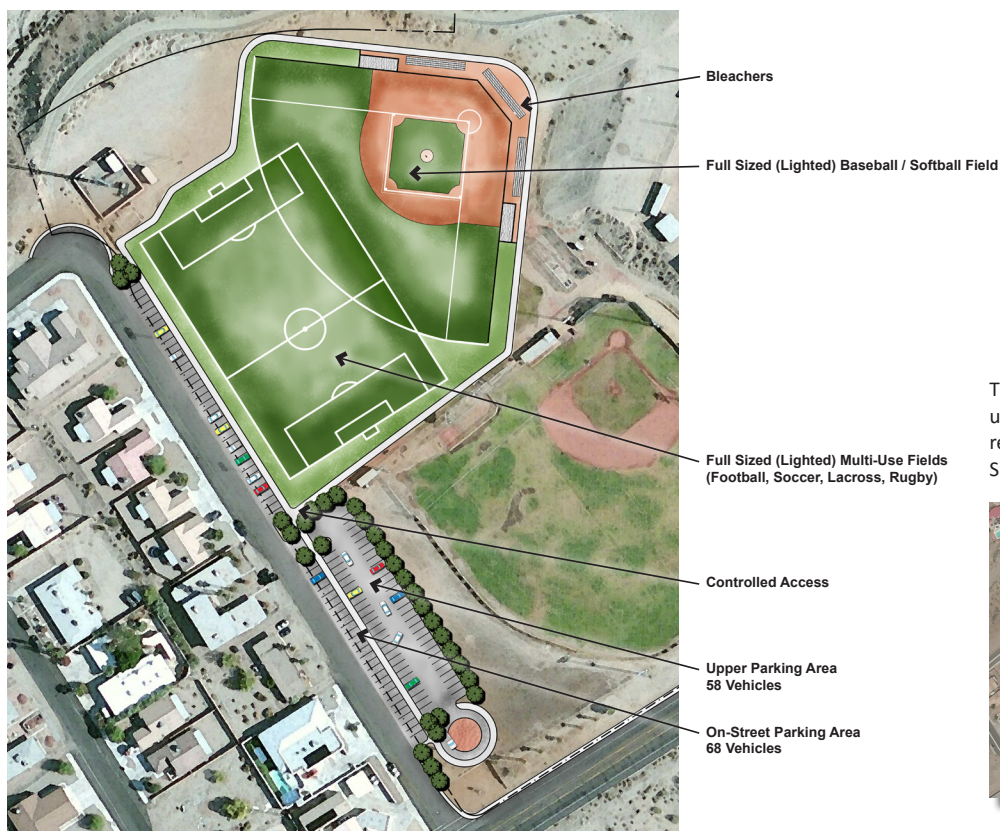 Bleachers
Full Sized (Lighted) Baseball / Softball Field
Full Sized (Lighted) Multi-Use Fields
(Football, Soccer, Lacross, Rugby)
Controlled Access
Upper Parking Area
58 Vehicles
On-Street Parking Area
68 Vehicles